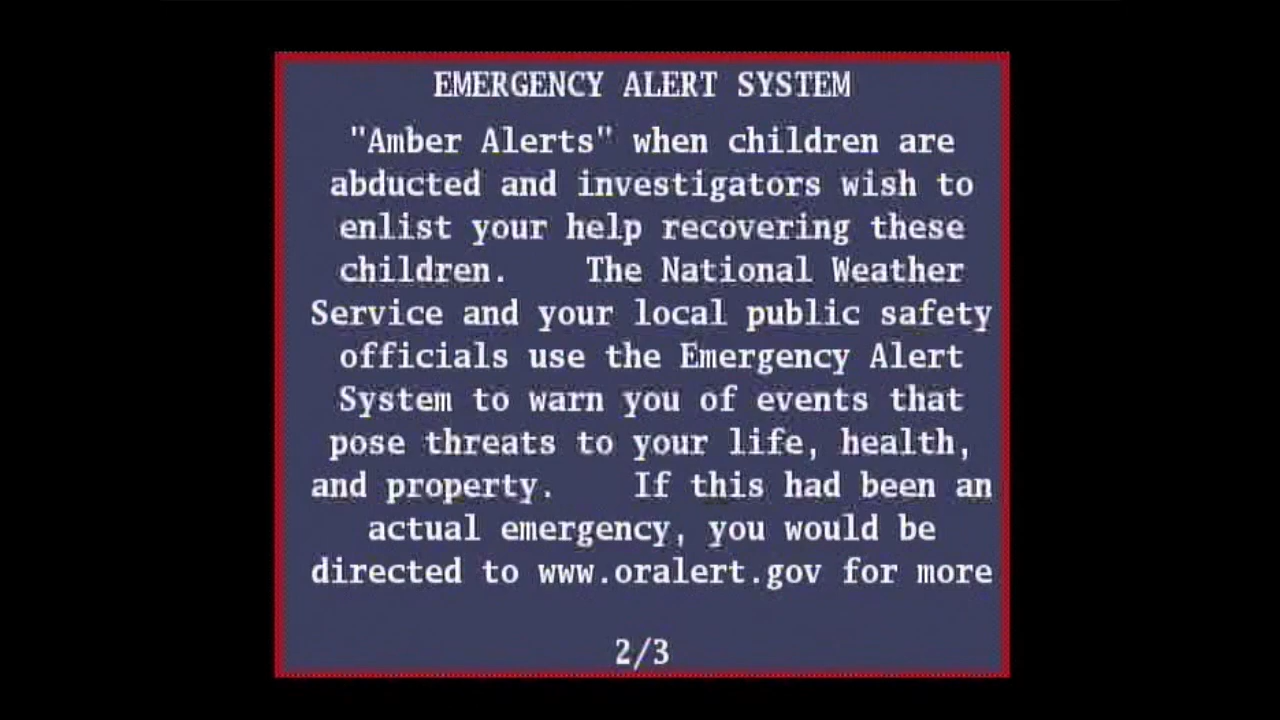 EMERGENCY ALERT SYSTEM
"Amber Alerts" when children are
abducted and investigators wish to
enlist your help recovering these
children.    The National Weather
Service and your local public safety
officials use the Emergency Alert
System to warn you of events that
pose threats to your life, health,
and property.    If this had been an
actual emergency, you would be
directed to www.oralert.gov for more
2/3